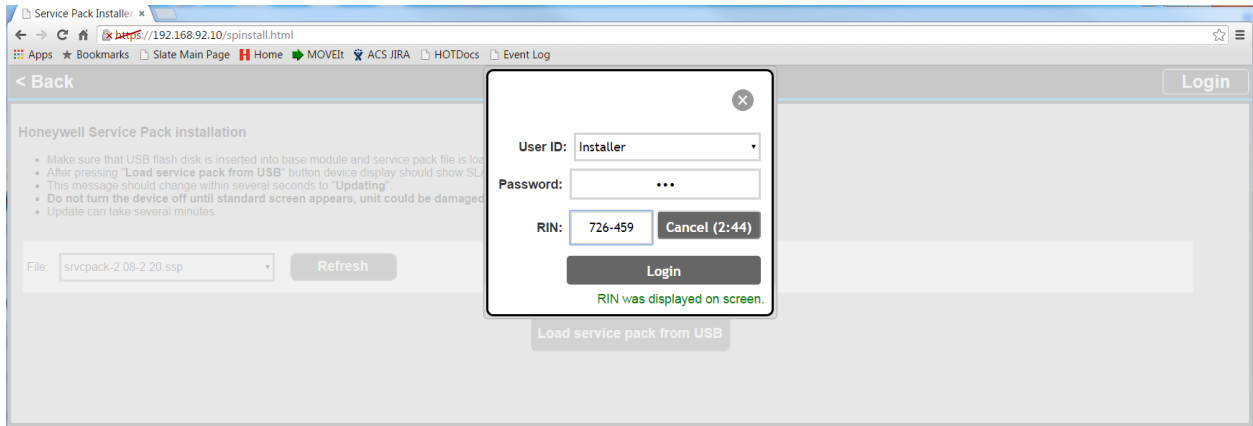 Service Pack Installer
https://192.168.92.10/spinstall.html
Apps Bookmarks Slate Main Page Home MOVEIt ACS JIRA HOTDocs Event Log
< Back Login
Honeywell Service Pack installation
Make sure that USB flash disk is inserted into base module and service pack file is loa
After pressing "Load service pack from USB" button device display should show SLA
This message should change within several seconds to "Updating"
Do not turn the device off until standard screen appears, unit could be damaged
Update can take several minutes.
File: srvcpack-2.08-2.20.ssp Refresh
Load service pack from USB
User ID: Installer
Password: •••
RIN: 726-459 Cancel (2:44)
Login
RIN was displayed on screen.